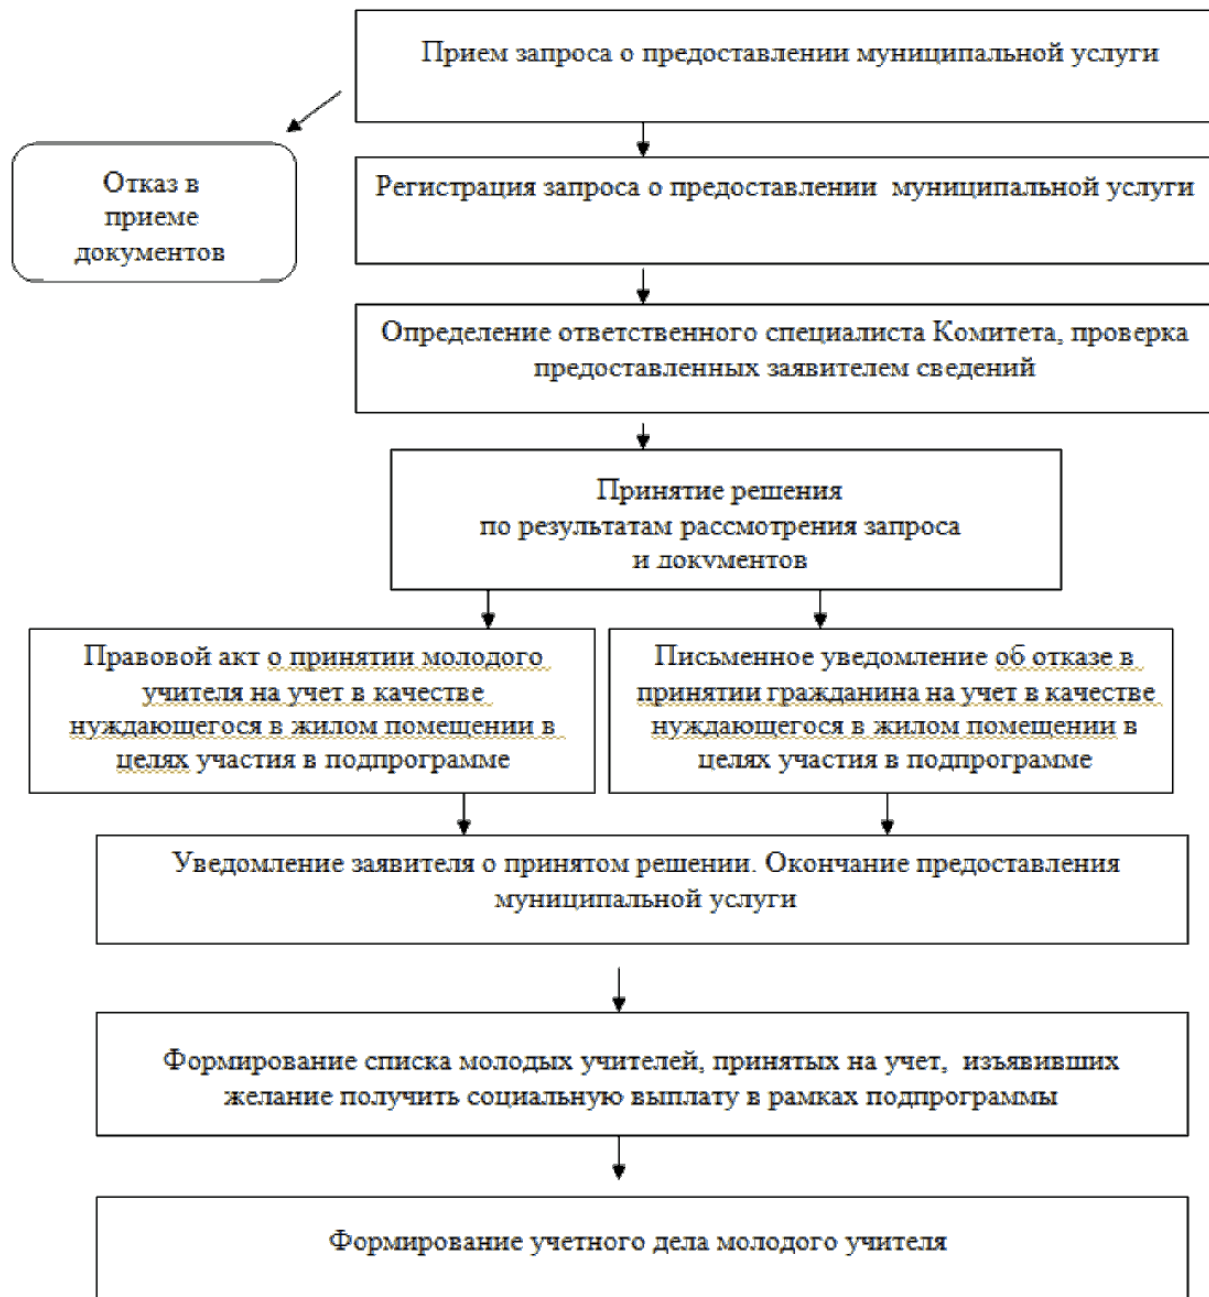 Прием запроса о предоставлении муниципальной услуги
Отказ в
приеме
документов
Регистрация запроса о предоставлении муниципальной услуги
Определение ответственного специалиста Комитета, проверка
предоставленных заявителем сведений
Принятие решения
по результатам рассмотрения запроса
и документов
Правовой акт о принятии молодого
учителя на учет в качестве
нуждающегося в жилом помещении в
целях участия в подпрограмме
Письменное уведомление об отказе в
принятии гражданина на учет в качестве
нуждающегося в жилом помещении в
целях участия в подпрограмме
Уведомление заявителя о принятом решении. Окончание предоставления
муниципальной услуги
Формирование списка молодых учителей, принятых на учет, изъявивших
желание получить социальную выплату в рамках подпрограммы
Формирование учетного дела молодого учителя